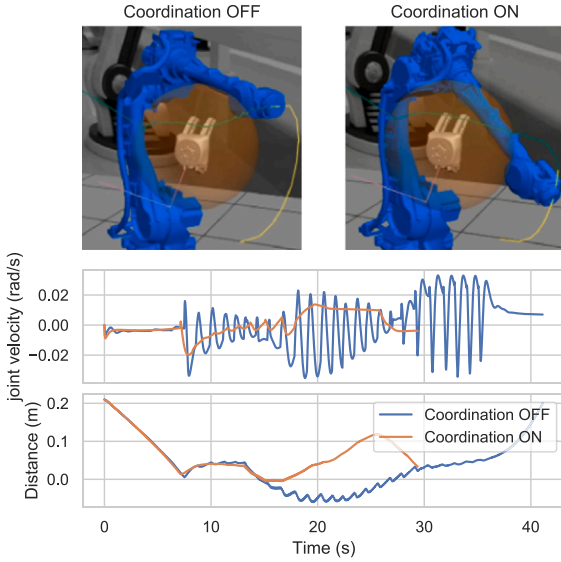 Coordination OFF
Coordination ON
joint velocity (rad/s)
0.02
0.00
−0.02
Distance (m)
0.2
0.1
0.0
Coordination OFF
Coordination ON
0
10
20
30
40
Time (s)